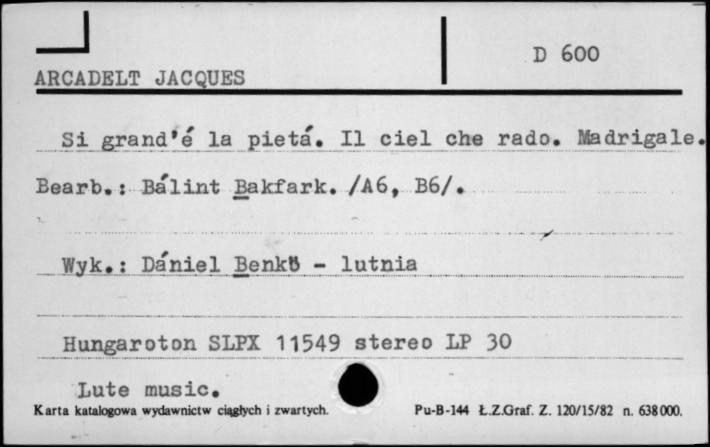 D 600
ARCADELT JACQUES
Si grand'é la pietá. Il ciel che rado. Madrigale.
Bearb.: Bálint Bakfark. /A6, B6/.
Wyk.: Dániel Benkő - lutnia
Hungaroton SLPX 11549 stereo LP 30
Lute music.
Karta katalogowa wydawnictw ciągłych i zwartych. Pu-B-144 Ł.Z.Graf. Z. 120/15/82 n. 638000.